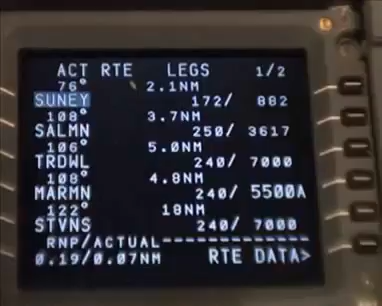 ACT RTE LEGS 1/2
76° 2.1NM
SUNEY 172/ 882
108° 3.7NM
SALMN 250/ 3617
106° 5.0NM
TRDWL 240/ 7000
108° 4.8NM
MARMN 240/ 5500A
122° 18NM
STVNS 240/ 7000
RNP/ACTUAL----------------
0.19/0.07NM RTE DATA>